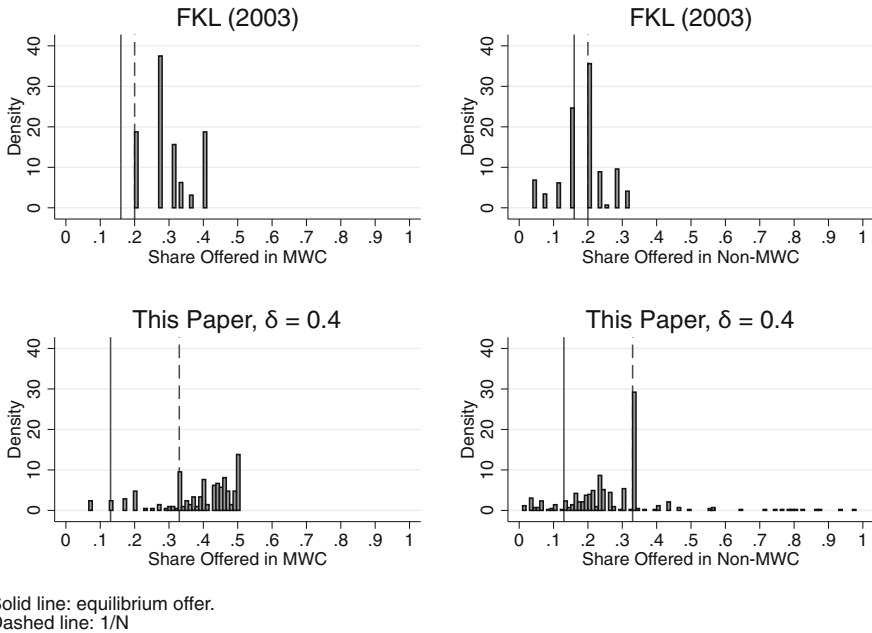 FKL (2003)
FKL (2003)
Density
0 10 20 30 40
0 .1 .2 .3 .4 .5 .6 .7 .8 .9 1
Share Offered in MWC
Density
0 10 20 30 40
0 .1 .2 .3 .4 .5 .6 .7 .8 .9 1
Share Offered in Non-MWC
This Paper, δ = 0.4
This Paper, δ = 0.4
Density
0 10 20 30 40
0 .1 .2 .3 .4 .5 .6 .7 .8 .9 1
Share Offered in MWC
Density
0 10 20 30 40
0 .1 .2 .3 .4 .5 .6 .7 .8 .9 1
Share Offered in Non-MWC
Solid line: equilibrium offer.
Dashed line: 1/N